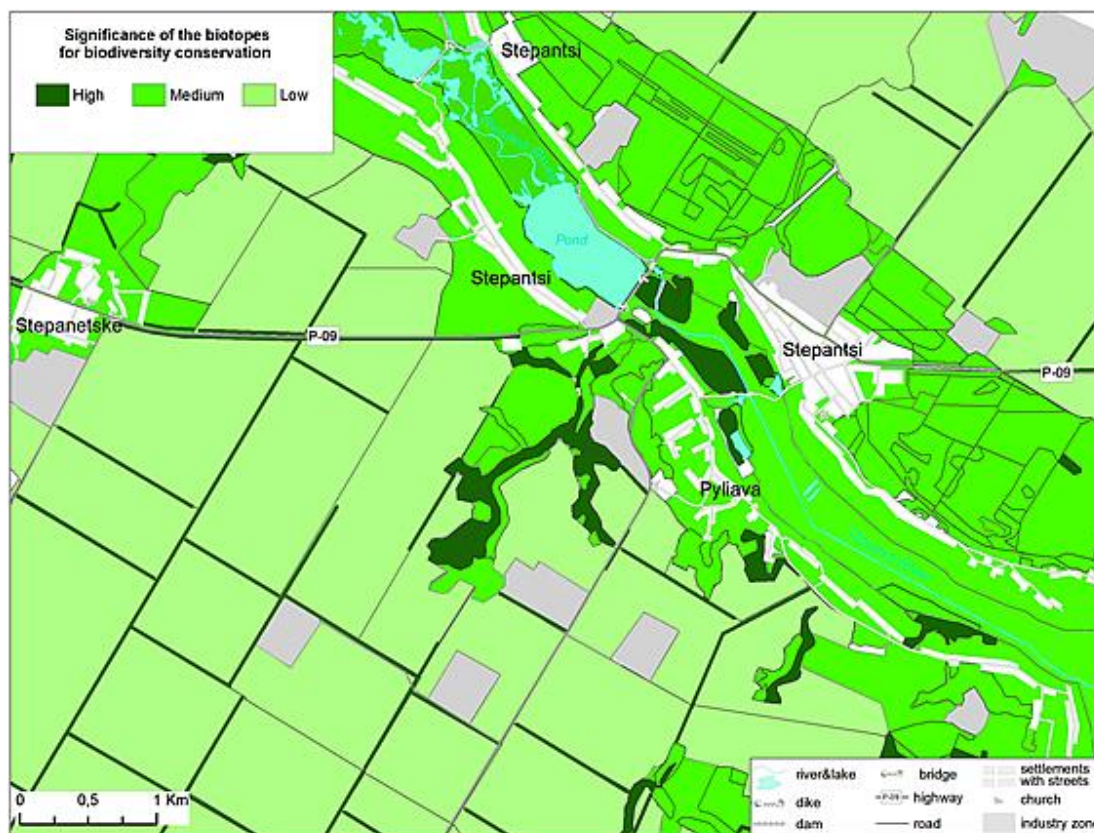 Significance of the biotopes
for biodiversity conservation
High
Medium
Low
Stepantsi
Pond
Stepantsi
Stepanetske
P-09
Stepantsi
P-09
Pyliava
0 0,5 1 Km
river&lake
bridge
settlements
with streets
dike
P-09
highway
church
dam
road
industry zone